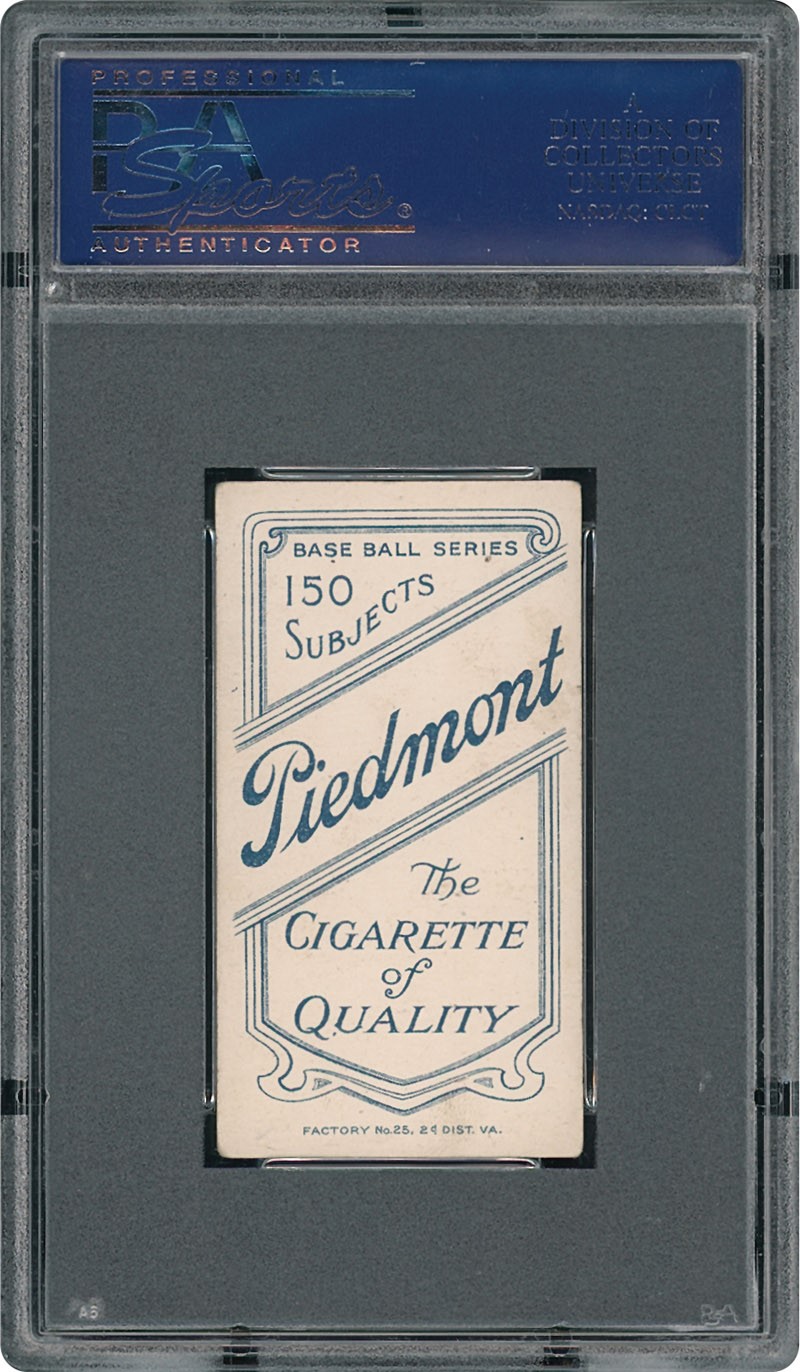 PROFESSIONAL
PSA
Sports®
AUTHENTICATOR
A
DIVISION OF
COLLECTORS
UNIVERSE
NASDAQ: CLCT
BASE BALL SERIES
150
SUBJECTS
Piedmont
The
CIGARETTE
of
QUALITY
FACTORY No. 25, 2d DIST. VA.
A6
PSA